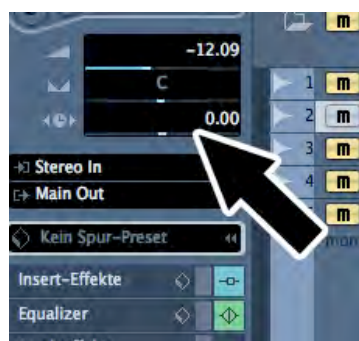 m
-12.09
C
1 m
0.00
2 m
3 m
4 m
m
Stereo In
Main Out
Kein Spur-Preset
Insert-Effekte
Equalizer